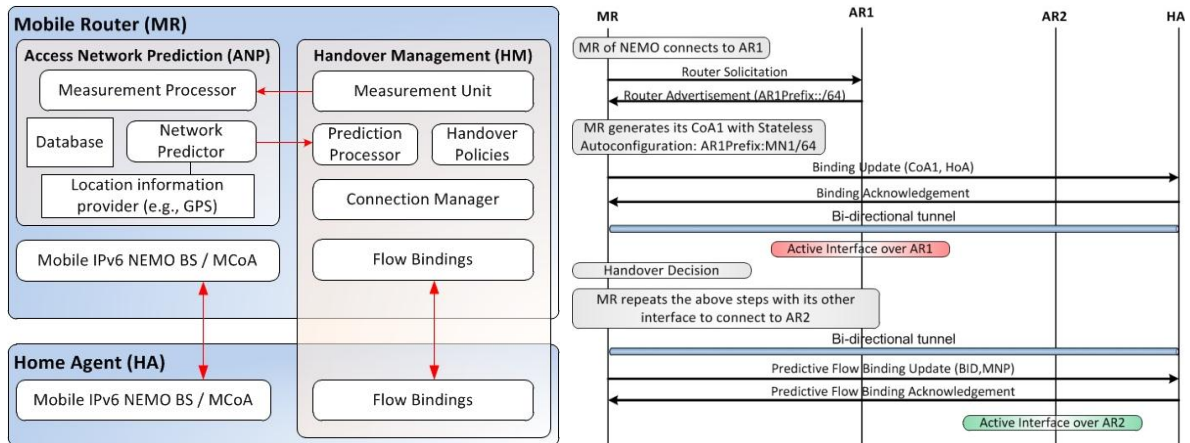 Mobile Router (MR)
Access Network Prediction (ANP)
Measurement Processor
Database
Network
Predictor
Location information
provider (e.g., GPS)
Mobile IPv6 NEMO BS / MCoA
Handover Management (HM)
Measurement Unit
Prediction
Processor
Handover
Policies
Connection Manager
Flow Bindings
Home Agent (HA)
Mobile IPv6 NEMO BS / MCoA
Flow Bindings
MR
AR1
AR2
HA
MR of NEMO connects to AR1
Router Solicitation
Router Advertisement (AR1Prefix::/64)
MR generates its CoA1 with Stateless
Autoconfiguration: AR1Prefix:MN1/64
Binding Update (CoA1, HoA)
Binding Acknowledgement
Bi-directional tunnel
Active Interface over AR1
Handover Decision
MR repeats the above steps with its other
interface to connect to AR2
Bi-directional tunnel
Predictive Flow Binding Update (BID,MNP)
Predictive Flow Binding Acknowledgement
Active Interface over AR2